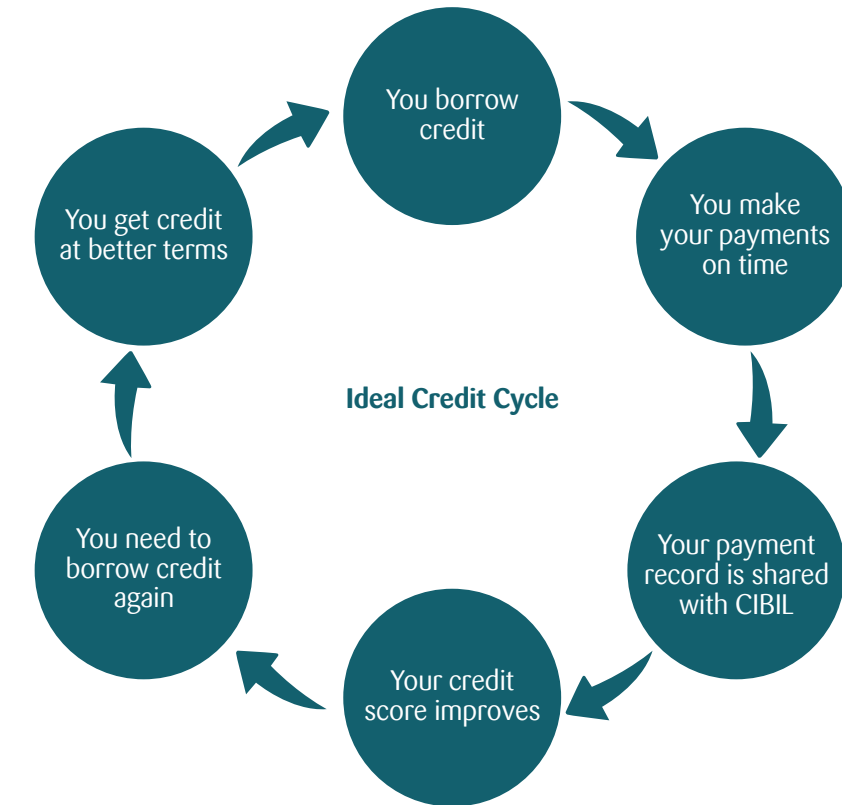 You borrow
credit
You make
your payments
on time
Your payment
record is shared
with CIBIL
Your credit
score improves
You need to
borrow credit
again
You get credit
at better terms
Ideal Credit Cycle